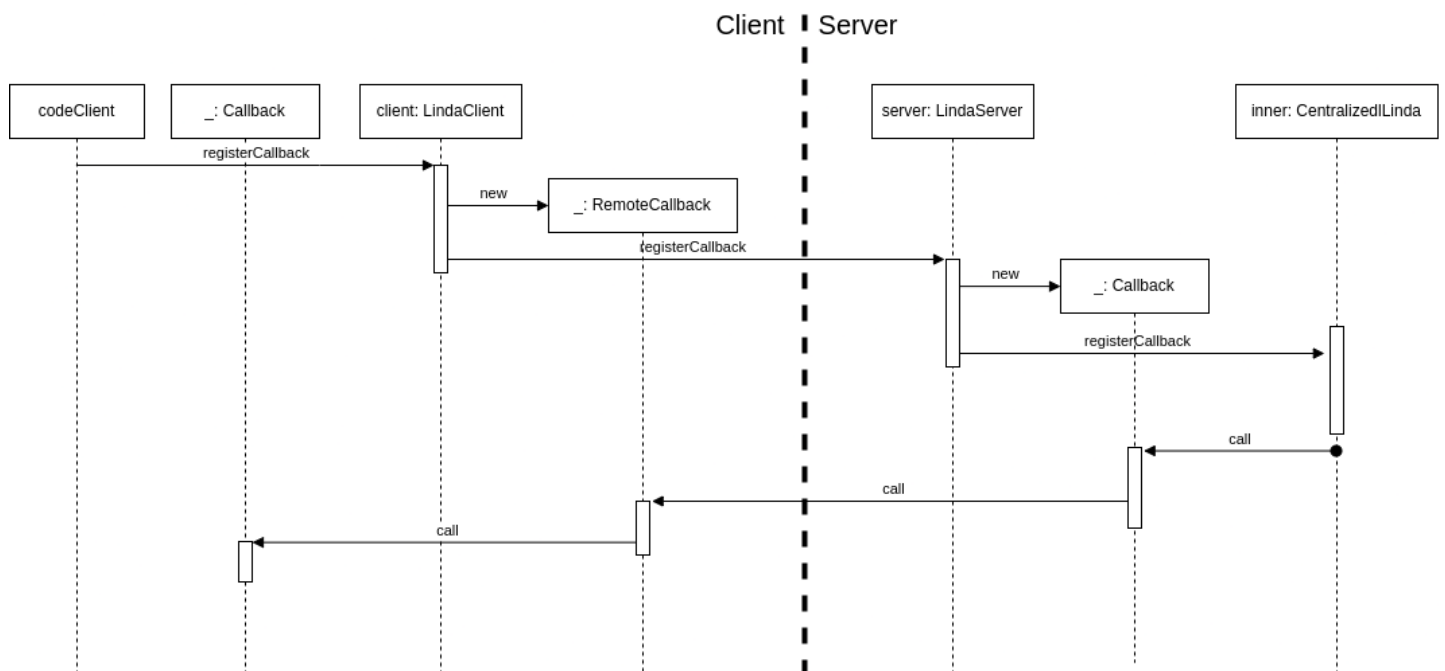 Client Server
codeClient
_: Callback
client: LindaClient
server: LindaServer
inner: CentralizedILinda
registerCallback
new
_: RemoteCallback
registerCallback
new
_: Callback
registerCallback
call
call
call